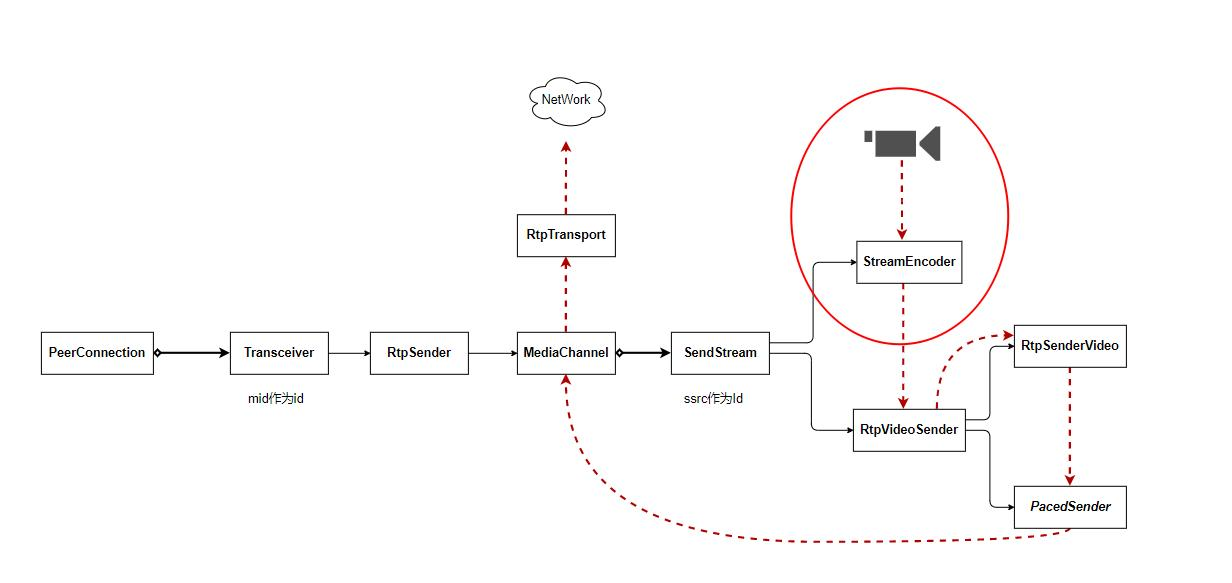 NetWork
RtpTransport
StreamEncoder
PeerConnection
Transceiver
RtpSender
MediaChannel
SendStream
RtpSenderVideo
mid作为id
ssrc作为Id
RtpVideoSender
PacedSender